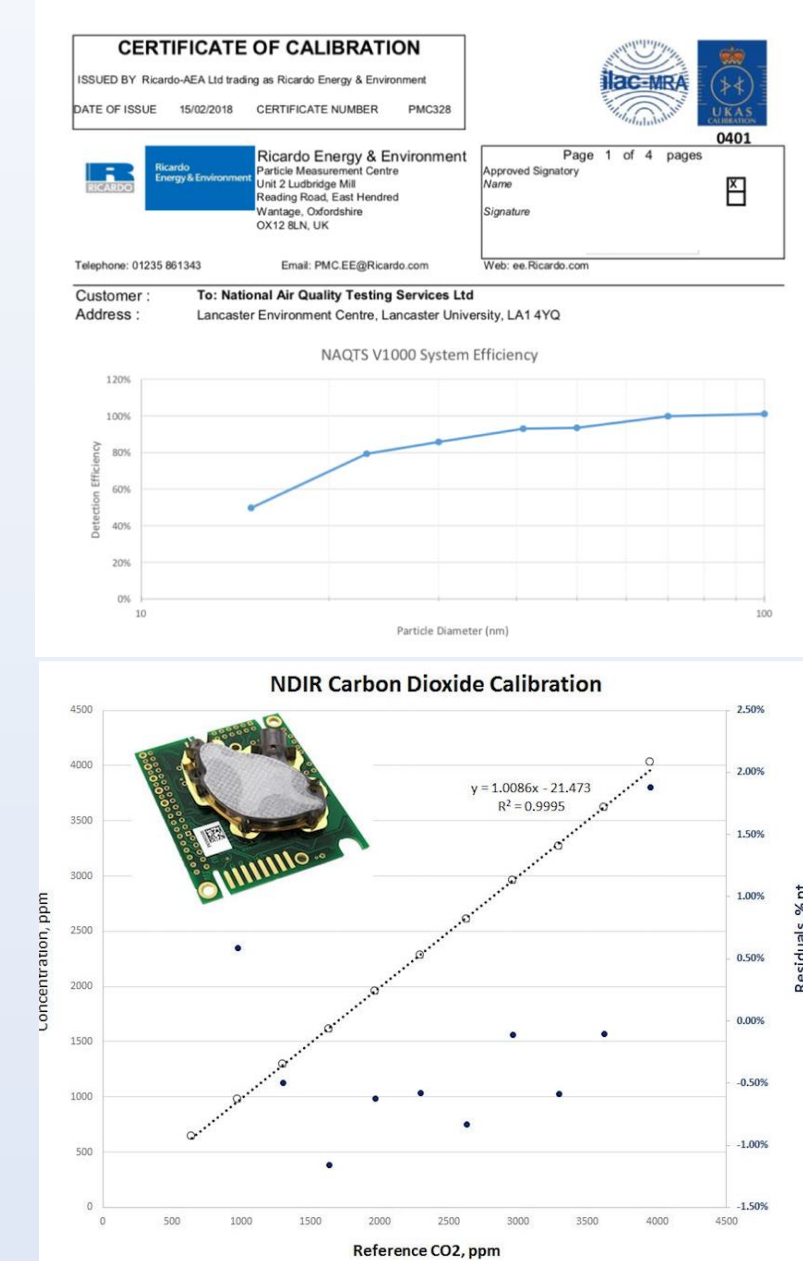 CERTIFICATE OF CALIBRATION
ISSUED BY Ricardo-AEA Ltd trading as Ricardo Energy & Environment
DATE OF ISSUE 15/02/2018 CERTIFICATE NUMBER PMC328
ilac-MRA
UKAS
CALIBRATION
0401
RICARDO
Ricardo
Energy & Environment
Ricardo Energy & Environment
Particle Measurement Centre
Unit 2 Ludbridge Mill
Reading Road, East Hendred
Wantage, Oxfordshire
OX12 8LN, UK
Page 1 of 4 pages
Approved Signatory
Name
X
Signature
Telephone: 01235 861343 Email: PMC.EE@Ricardo.com Web: ee.Ricardo.com
Customer : To: National Air Quality Testing Services Ltd
Address : Lancaster Environment Centre, Lancaster University, LA1 4YQ
NAQTS V1000 System Efficiency
120%
100%
80%
60%
40%
20%
0%
Detection Efficiency
10 100
Particle Diameter (nm)
NDIR Carbon Dioxide Calibration
4500
4000
3500
3000
2500
2000
1500
1000
500
0
Concentration, ppm
y = 1.0086x - 21.473
R² = 0.9995
2.50%
2.00%
1.50%
1.00%
0.50%
0.00%
-0.50%
-1.00%
-1.50%
Residuals, % pt
0 500 1000 1500 2000 2500 3000 3500 4000 4500
Reference CO2, ppm